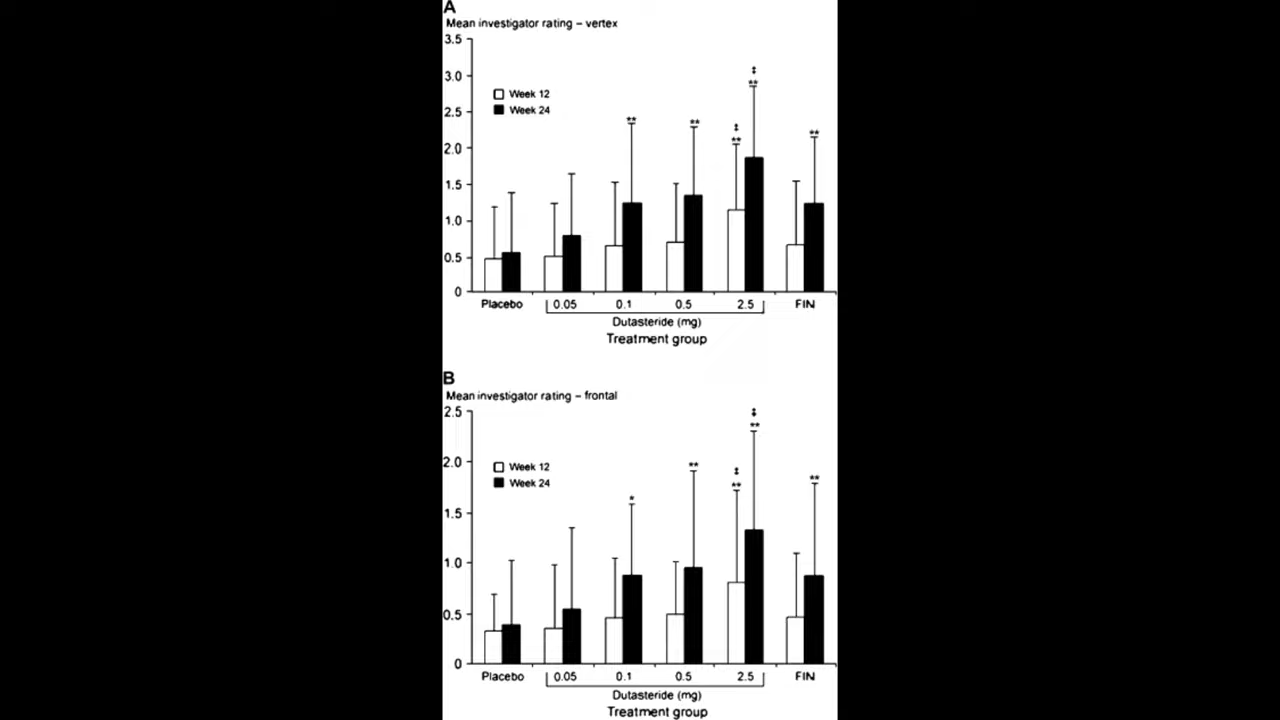 A
Mean investigator rating – vertex
3.5
3.0
2.5
2.0
1.5
1.0
0.5
0
Week 12
Week 24
**
**
‡
**
‡
**
**
Placebo 0.05 0.1 0.5 2.5 FIN
Dutasteride (mg)
Treatment group
B
Mean investigator rating – frontal
2.5
2.0
1.5
1.0
0.5
0
Week 12
Week 24
*
**
‡
**
‡
**
**
Placebo 0.05 0.1 0.5 2.5 FIN
Dutasteride (mg)
Treatment group